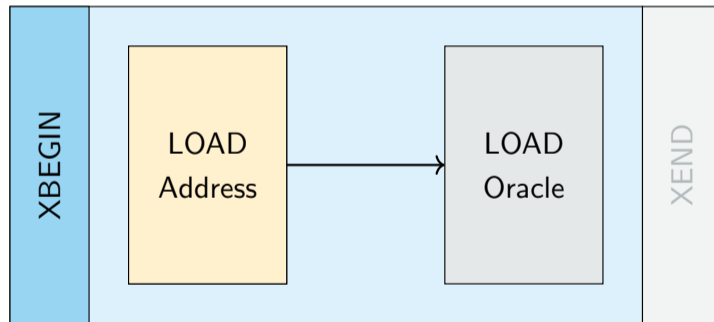 XBEGIN
LOAD
Address
LOAD
Oracle
XEND